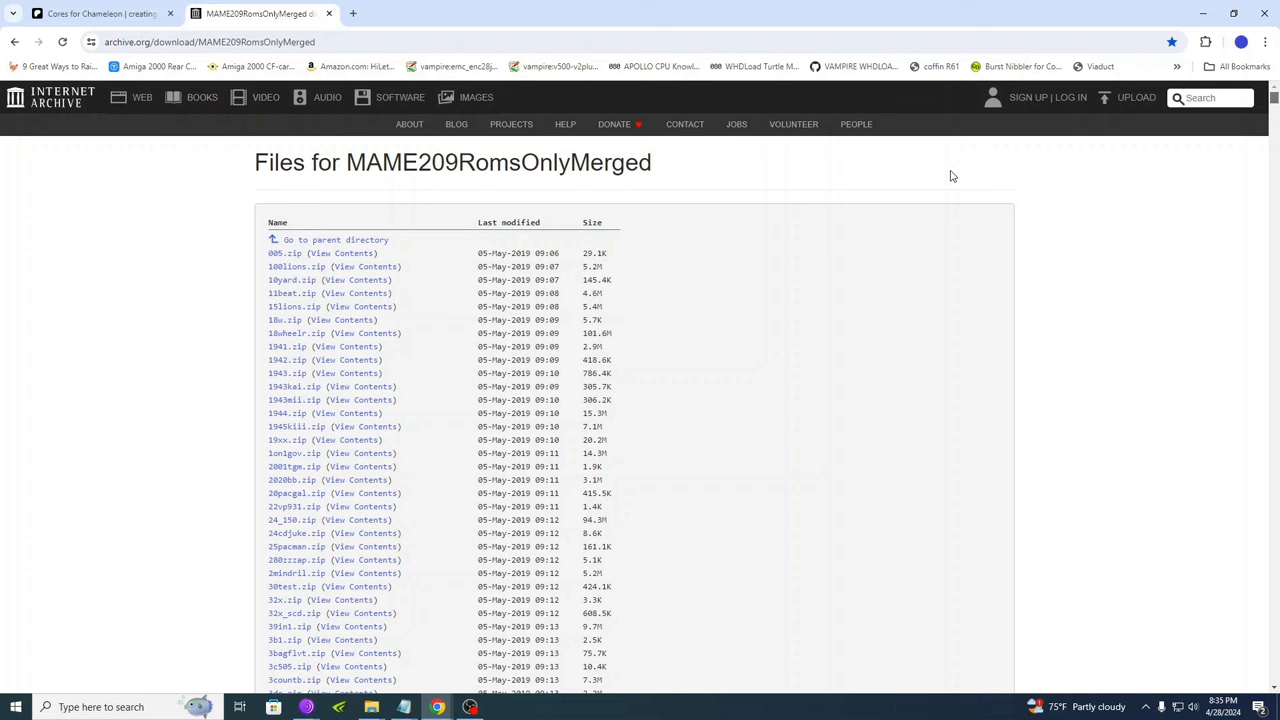 Cores for Chameleon | creating
MAME209RomsOnlyMerged di
archive.org/download/MAME209RomsOnlyMerged
9 Great Ways to Rai...
Amiga 2000 Rear C...
Amiga 2000 CF-car...
Amazon.com: HiLet...
vampire:emc_enc28j...
vampire:v500-v2plu...
APOLLO CPU Knowl...
WHDLoad Turtle M...
VAMPIRE WHDLOA...
coffin R61
Burst Nibbler for Co...
Viaduct
»
All Bookmarks
INTERNET ARCHIVE
WEB
BOOKS
VIDEO
AUDIO
SOFTWARE
IMAGES
SIGN UP | LOG IN
UPLOAD
Search
ABOUT
BLOG
PROJECTS
HELP
DONATE
CONTACT
JOBS
VOLUNTEER
PEOPLE
Files for MAME209RomsOnlyMerged
Name Last modified Size
Go to parent directory
005.zip (View Contents) 05-May-2019 09:06 29.1K
100lions.zip (View Contents) 05-May-2019 09:07 5.2M
10yard.zip (View Contents) 05-May-2019 09:07 145.4K
11beat.zip (View Contents) 05-May-2019 09:08 4.6M
15lions.zip (View Contents) 05-May-2019 09:08 5.4M
18w.zip (View Contents) 05-May-2019 09:09 5.7K
18wheelr.zip (View Contents) 05-May-2019 09:09 101.6M
1941.zip (View Contents) 05-May-2019 09:09 2.9M
1942.zip (View Contents) 05-May-2019 09:09 418.6K
1943.zip (View Contents) 05-May-2019 09:10 786.4K
1943kai.zip (View Contents) 05-May-2019 09:09 305.7K
1943mii.zip (View Contents) 05-May-2019 09:10 306.2K
1944.zip (View Contents) 05-May-2019 09:10 15.3M
1945kiii.zip (View Contents) 05-May-2019 09:10 7.1M
19xx.zip (View Contents) 05-May-2019 09:10 20.2M
1on1gov.zip (View Contents) 05-May-2019 09:11 14.3M
2001tgm.zip (View Contents) 05-May-2019 09:11 1.9K
2020bb.zip (View Contents) 05-May-2019 09:11 3.1M
20pacgal.zip (View Contents) 05-May-2019 09:11 415.5K
22vp931.zip (View Contents) 05-May-2019 09:11 1.4K
24_150.zip (View Contents) 05-May-2019 09:12 94.3M
24cdjuke.zip (View Contents) 05-May-2019 09:12 8.6K
25pacman.zip (View Contents) 05-May-2019 09:12 161.1K
280zzzap.zip (View Contents) 05-May-2019 09:12 5.1K
2mindril.zip (View Contents) 05-May-2019 09:12 5.2M
30test.zip (View Contents) 05-May-2019 09:12 424.1K
32x.zip (View Contents) 05-May-2019 09:12 3.3K
32x_scd.zip (View Contents) 05-May-2019 09:12 608.5K
39in1.zip (View Contents) 05-May-2019 09:13 9.7M
3b1.zip (View Contents) 05-May-2019 09:13 2.5K
3bagflvt.zip (View Contents) 05-May-2019 09:13 75.7K
3c505.zip (View Contents) 05-May-2019 09:13 10.4K
3countb.zip (View Contents) 05-May-2019 09:13 7.3M
Type here to search
75°F Partly cloudy
8:35 PM
4/28/2024
2